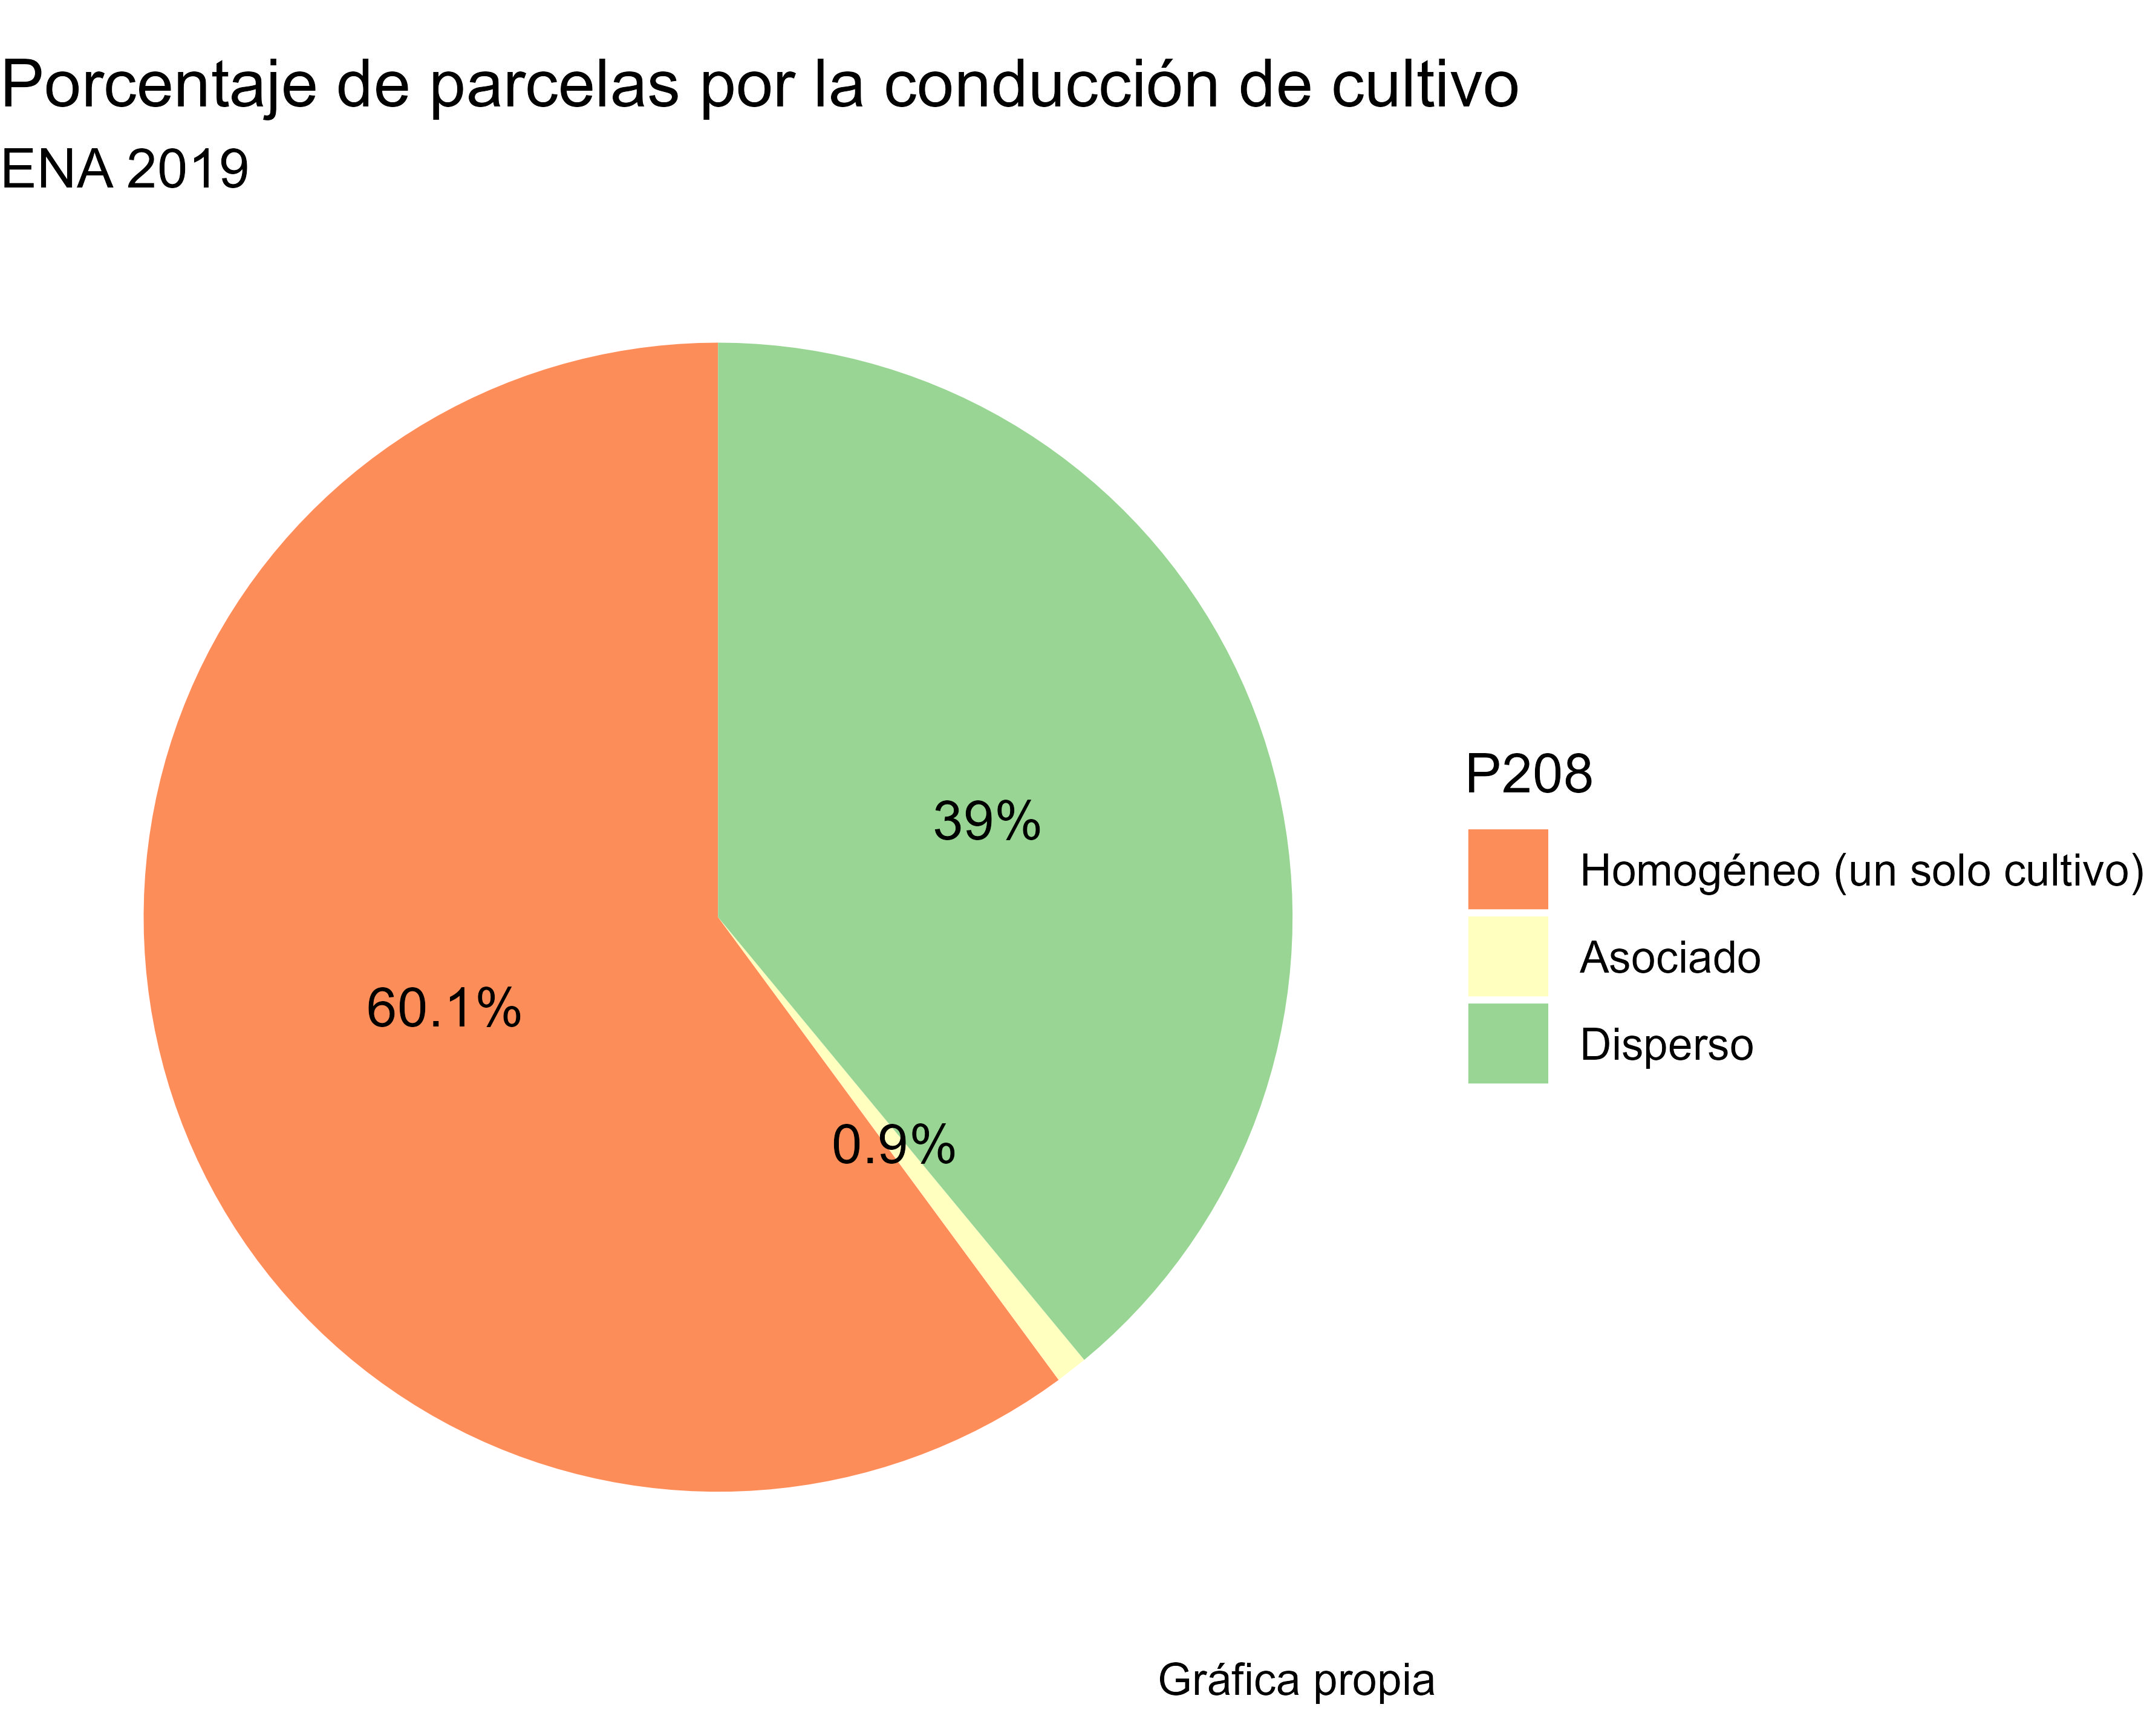 Porcentaje de parcelas por la conducción de cultivo
ENA 2019
39%
60.1%
0.9%
P208
Homogéneo (un solo cultivo)
Asociado
Disperso
Gráfica propia